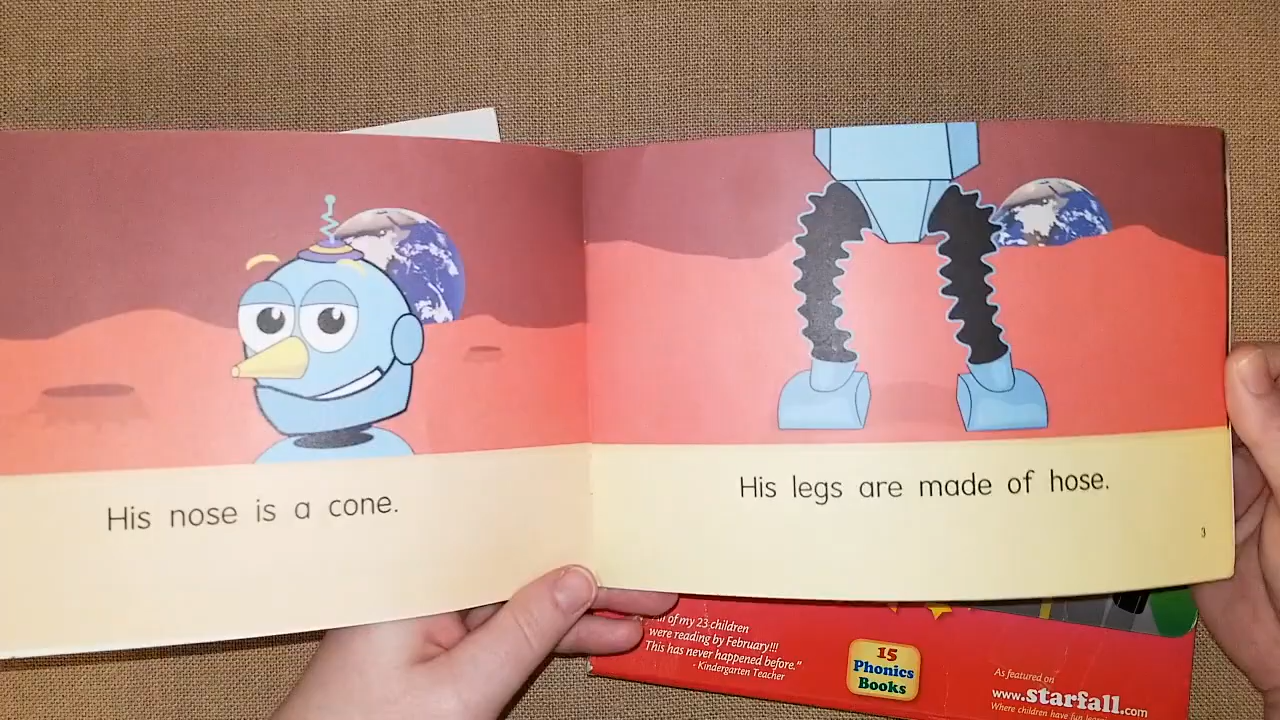 His nose is a cone.
His legs are made of hose.
3
of my 23 children
were reading by February!!!
This has never happened before."
- Kindergarten Teacher
15
Phonics
Books
As featured on
www.starfall.com
Where children have fun